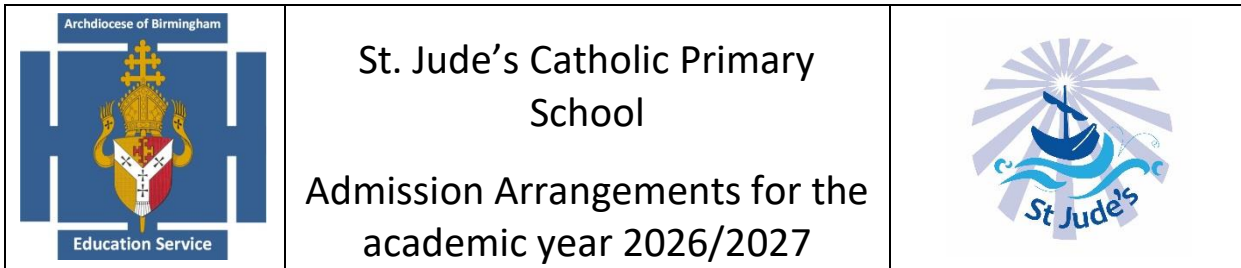 Archdiocese of Birmingham
Education Service
St. Jude's Catholic Primary
School
Admission Arrangements for the
academic year 2026/2027
St Jude's